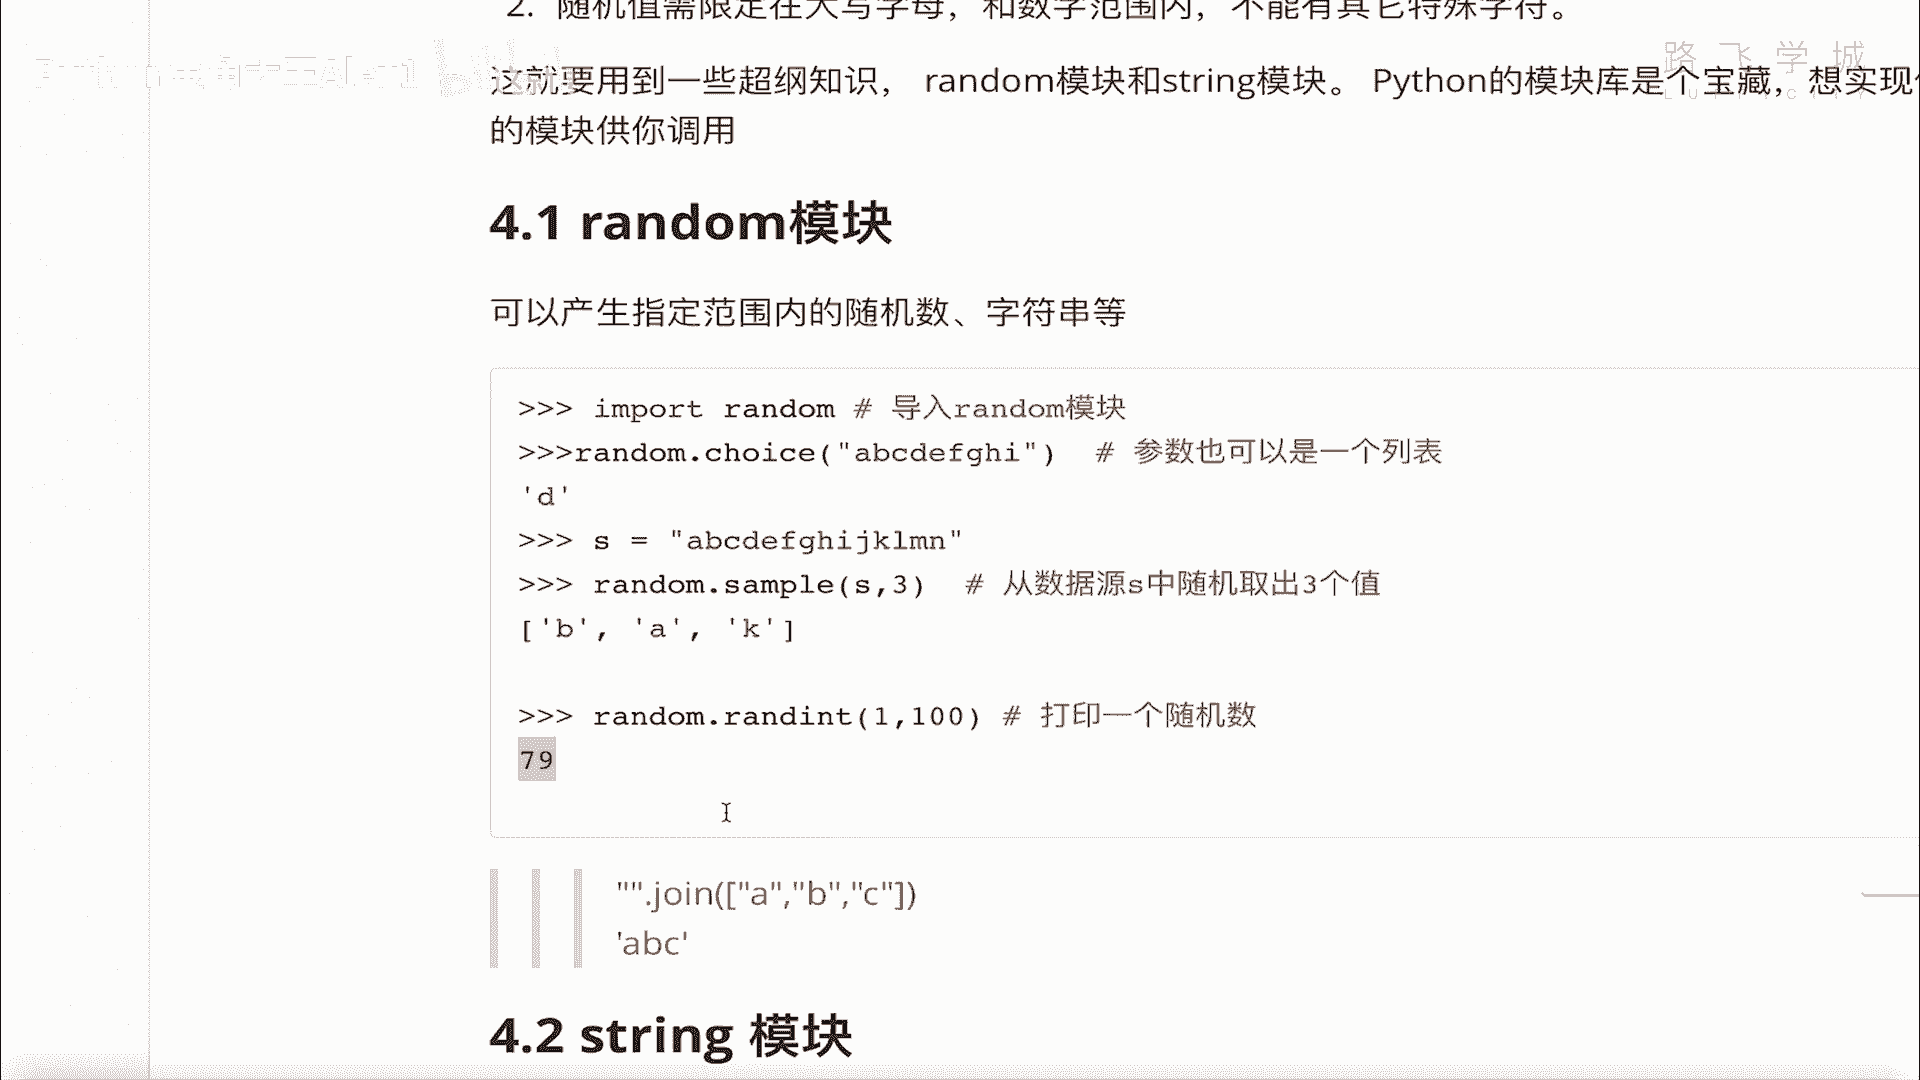 2. 随机值需限定在大写字母，和数字范围内，不能有其它特殊字符。
路 飞 学 城
这就要用到一些超纲知识， random模块和string模块。 Python的模块库是个宝藏，想实现
的模块供你调用
4.1 random模块
可以产生指定范围内的随机数、字符串等
>>> import random # 导入random模块
>>>random.choice("abcdefghi")  # 参数也可以是一个列表
'd'
>>> s = "abcdefghijklmn"
>>> random.sample(s,3)  # 从数据源s中随机取出3个值
['b', 'a', 'k']
>>> random.randint(1,100) # 打印一个随机数
79
"".join(["a","b","c"])
'abc'
4.2 string 模块